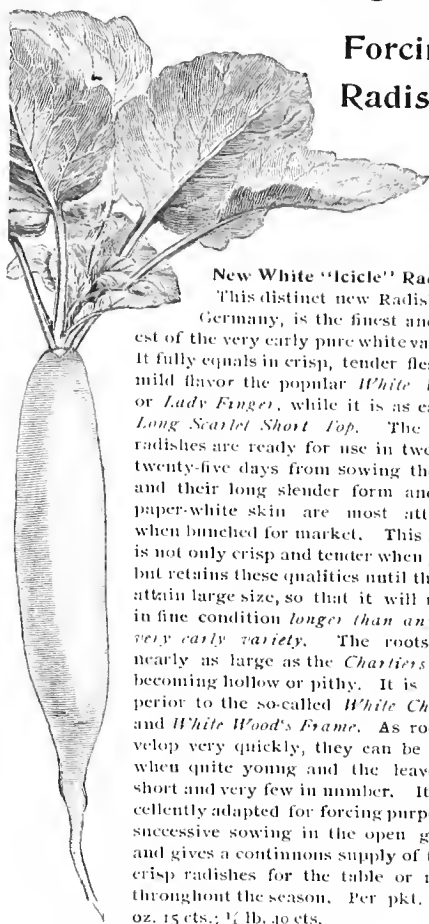 Forcin
Radis
New White "Icicle" Rad
This distinct new Radis
Germany, is the finest an
est of the very early pure white va
It fully equals in crisp, tender fles
mild flavor the popular White
or Lady Finger, while it is as ea
Long Scarlet Short Top. The
radishes are ready for use in twe
twenty-five days from sowing th
and their long slender form an
paper-white skin are most att
when bunched for market. This
is not only crisp and tender when
but retains these qualities until th
attain large size, so that it will r
in fine condition longer than an
very early variety. The roots
nearly as large as the Chartiers
becoming hollow or pithy. It is
perior to the so-called White Ch
and White Wood's Frame. As ro
velop very quickly, they can be
when quite young and the leav
short and very few in number. It
cellently adapted for forcing purp
successive sowing in the open g
and gives a continuous supply of t
crisp radishes for the table or
throughout the season. Per pkt.
oz. 15 cts.; ¼ lb. 40 cts.